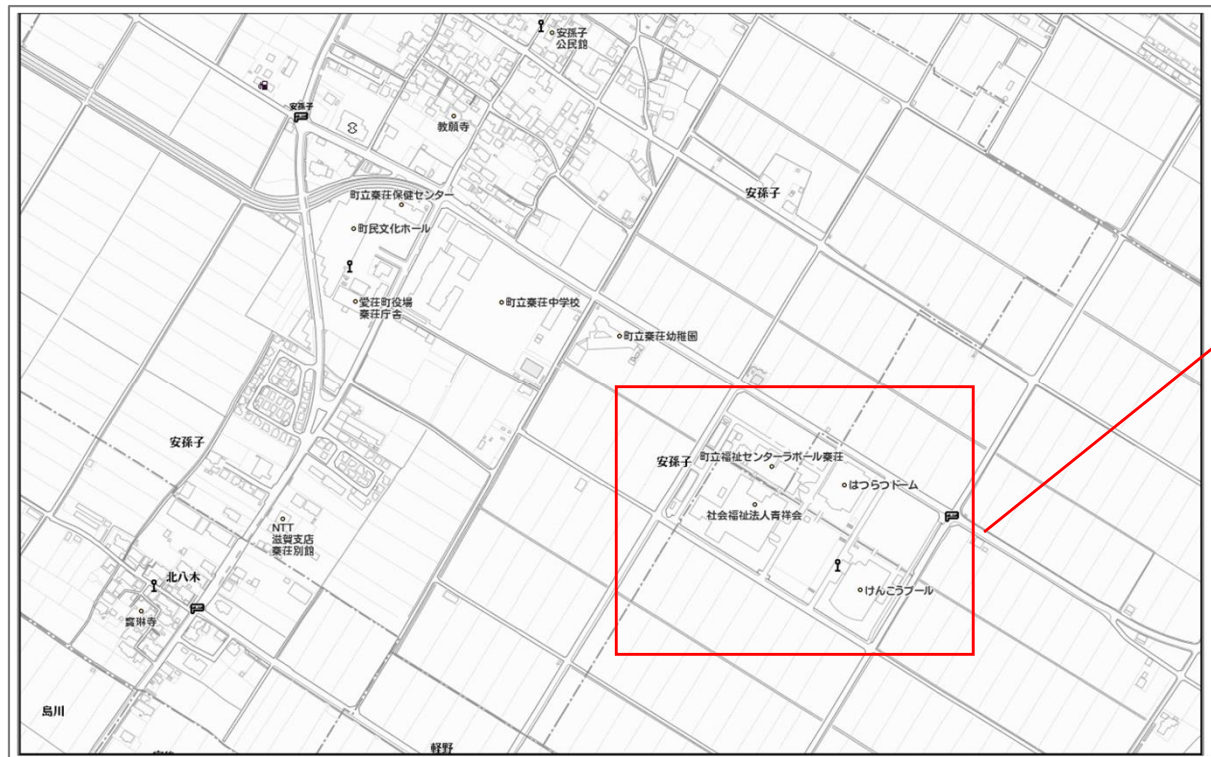 安孫子
公民館
安孫子
教願寺
安孫子
町立秦荘保健センター
町民文化ホール
愛荘町役場
秦荘庁舎
町立秦荘中学校
町立秦荘幼稚園
安孫子
安孫子
町立福祉センターラポール秦荘
はつらつドーム
社会福祉法人青祥会
NTT
滋賀支店
秦荘別館
北八木
けんこうプール
島川
軽野